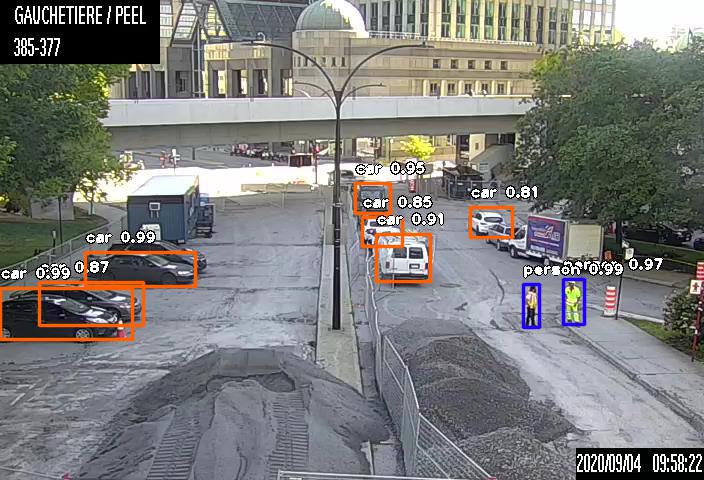 GAUCHETIERE / PEEL
385-377
car 0.95
car 0.81
car 0.85
car 0.91
car 0.99
car 0.99
0.87
person 0.99
0.97
2020/09/04 09:58:22